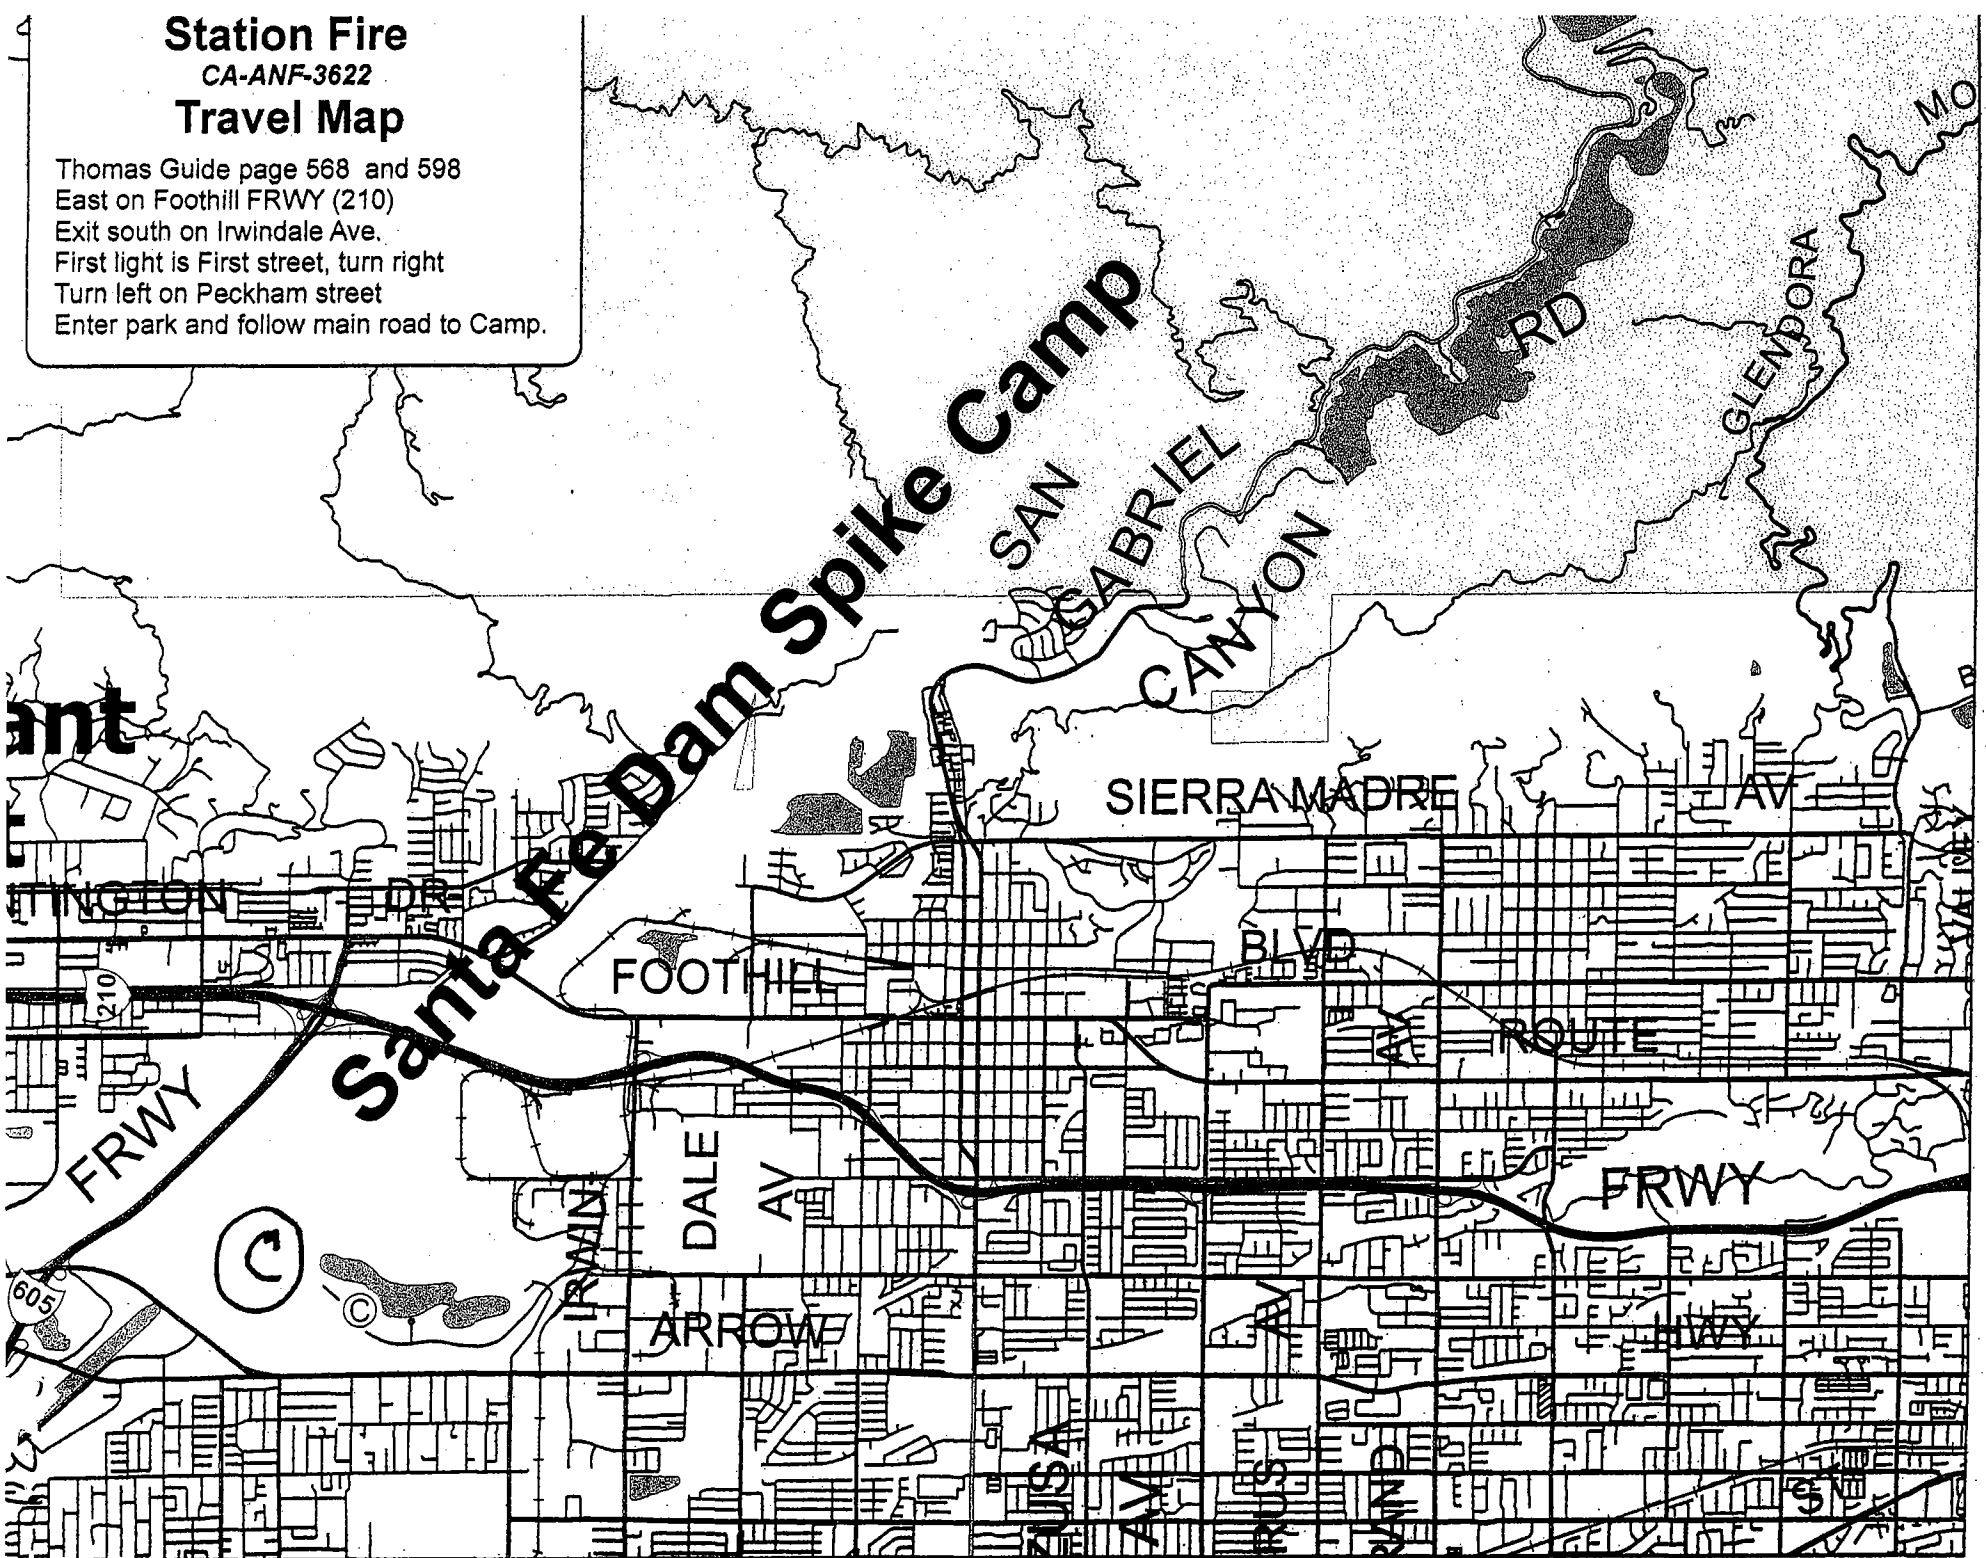 Station Fire
CA-ANF-3622
Travel Map
Thomas Guide page 568 and 598
East on Foothill FRWY (210)
Exit south on Irwindale Ave.
First light is First street, turn right
Turn left on Peckham street
Enter park and follow main road to Camp.
MO
GLENDORA
RD
Santa Fe Dam Spike Camp
SAN
GABRIEL
CANYON
ant
SIERRA MADRE AV
DR
FOOTHILL BLVD
210
AV
ROUTE
FRWY
DALE
AV
FRWY
IRWIN-
C
C
605
ARROW HWY
AV
AV
ST